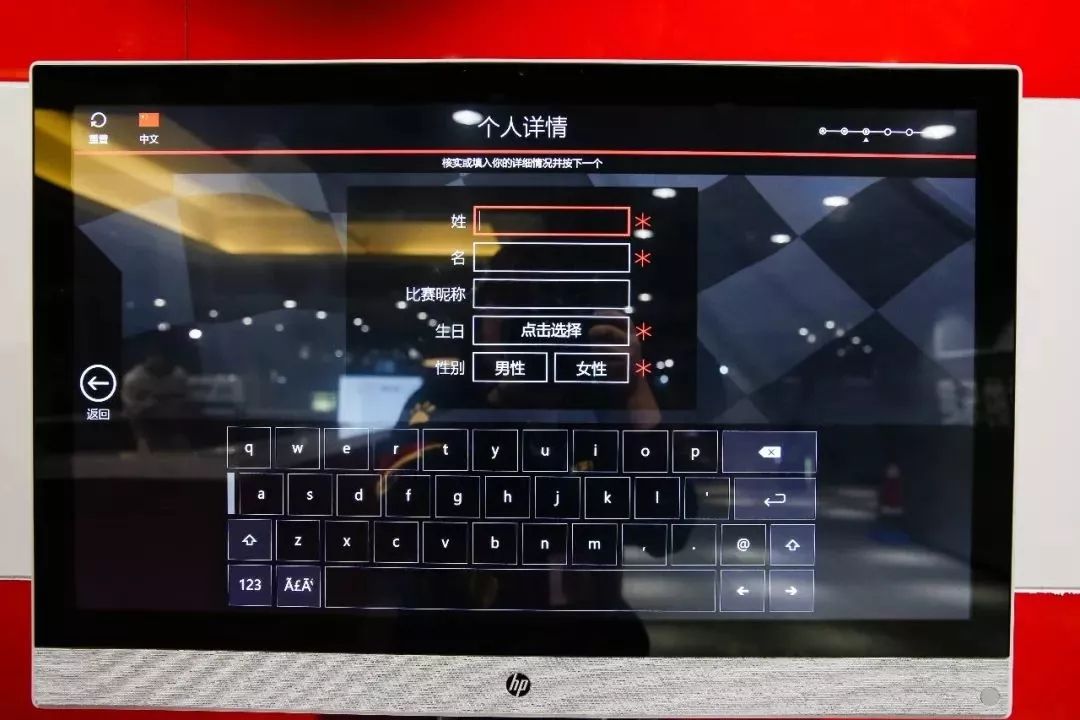 重置 中文
个人详情
核实或填入你的详细情况并按下一个
姓 *
名 *
比赛昵称
生日 点击选择 *
性别 男性 女性 *
返回
q w e r t y u i o p
a s d f g h j k l '
z x c v b n m , . @
123 Ã£Ã¹
hp